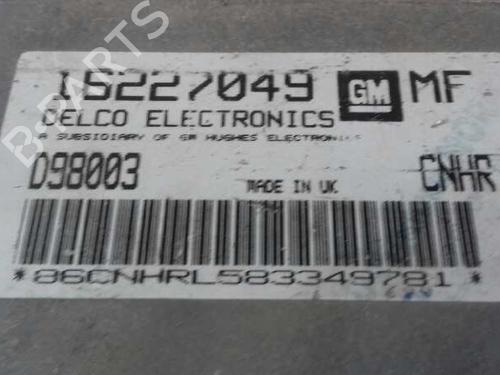 16227049 GM MF
DELCO ELECTRONICS
A SUBSIDIARY OF GM HUGHES ELECTRONICS
D98003 MADE IN UK CNHR
*86CNHRL583349781*
B-PARTS